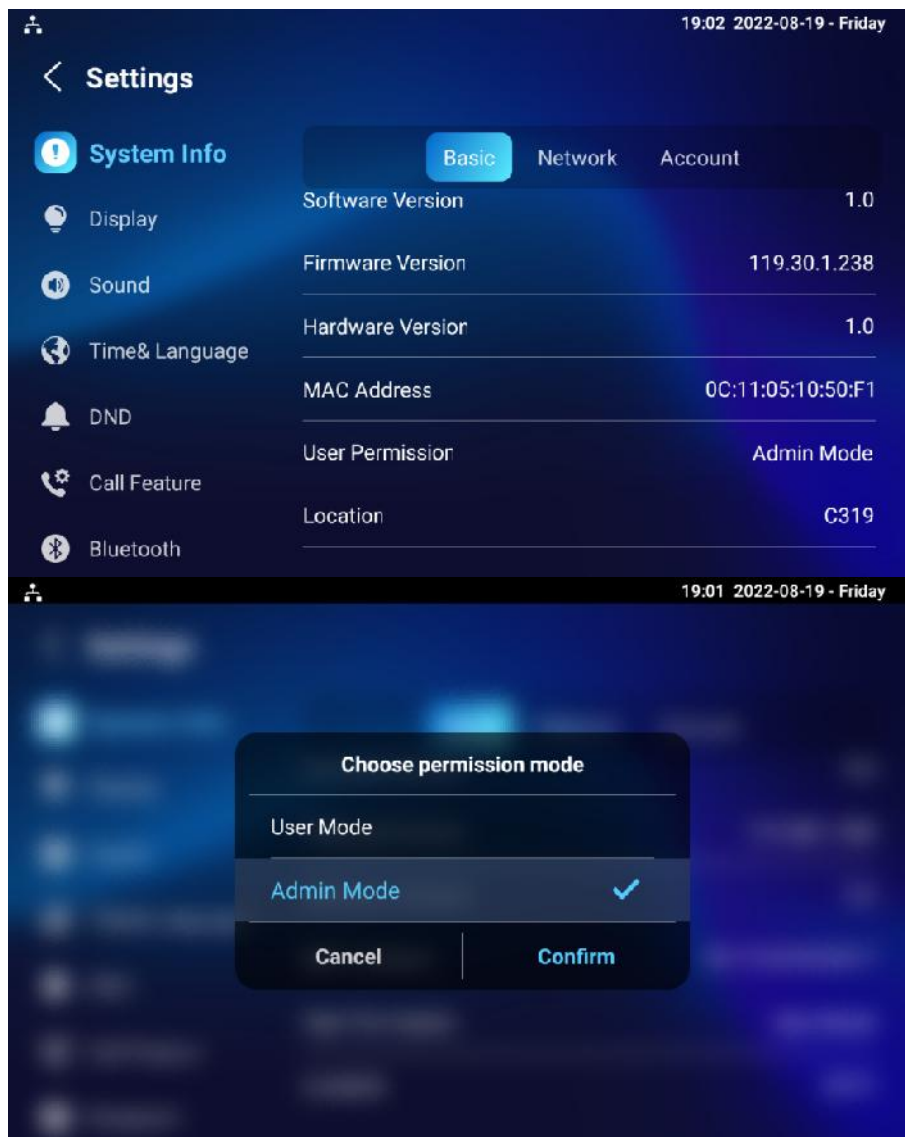 19:02 2022-08-19 - Friday
Settings
System Info
Basic Network Account
Software Version 1.0
Display
Firmware Version 119.30.1.238
Sound
Hardware Version 1.0
Time& Language
MAC Address 0C:11:05:10:50:F1
DND
User Permission Admin Mode
Call Feature
Location C319
Bluetooth
19:01 2022-08-19 - Friday
Choose permission mode
User Mode
Admin Mode
Cancel Confirm